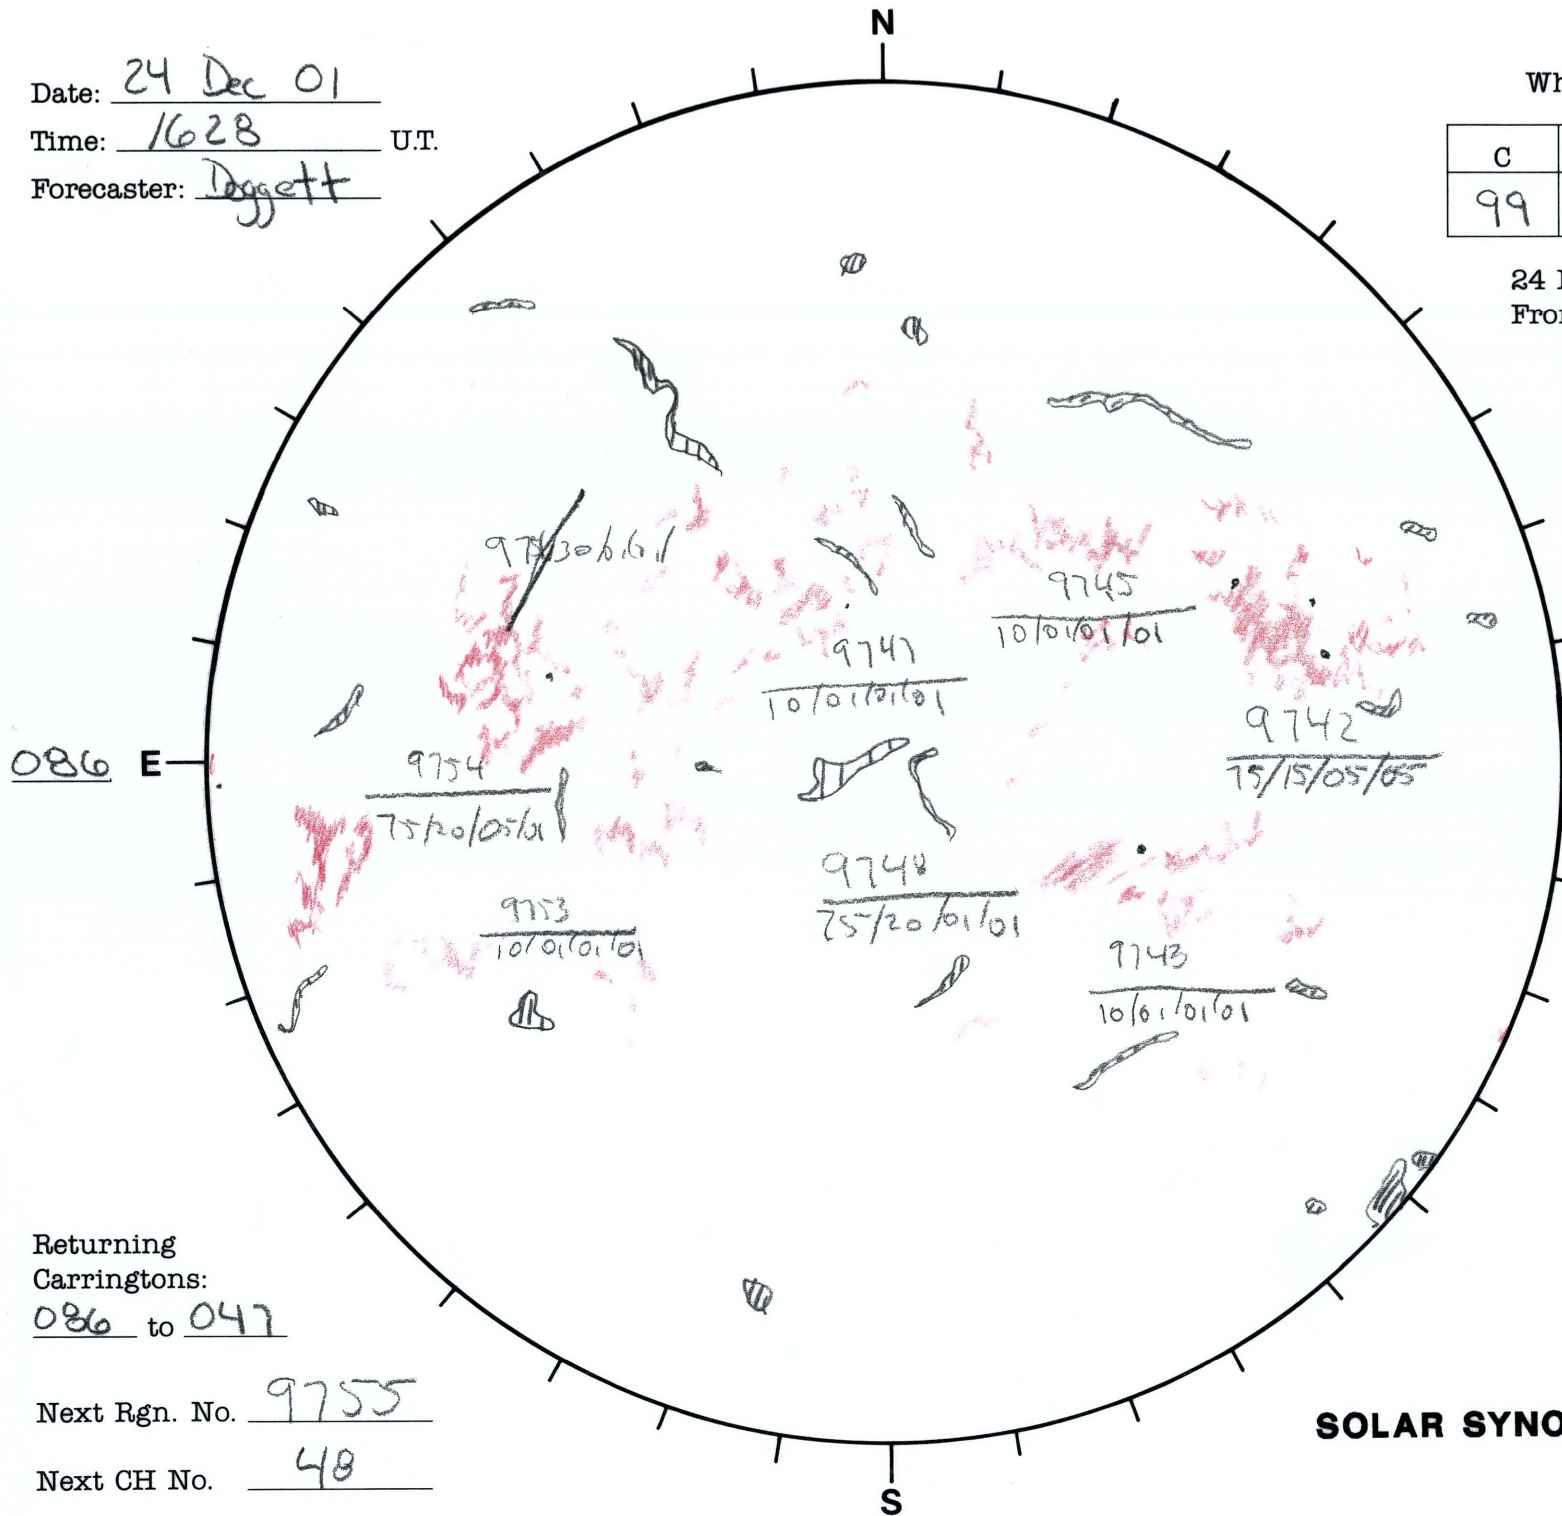 N
Date: 24 Dec 01
Time: 1628 U.T.
Forecaster: Doggett
Wh
C
99
24
Fro
9745
10/01/01/01
9747
10/01/01/01
9742
75/15/05/05
086 E
9754
75/20/05/01
9748
75/20/01/01
9753
10/01/01/01
9743
10/01/01/01
Returning
Carringtons:
086 to 047
Next Rgn. No. 9755
Next CH No. 48
SOLAR SYNO
S